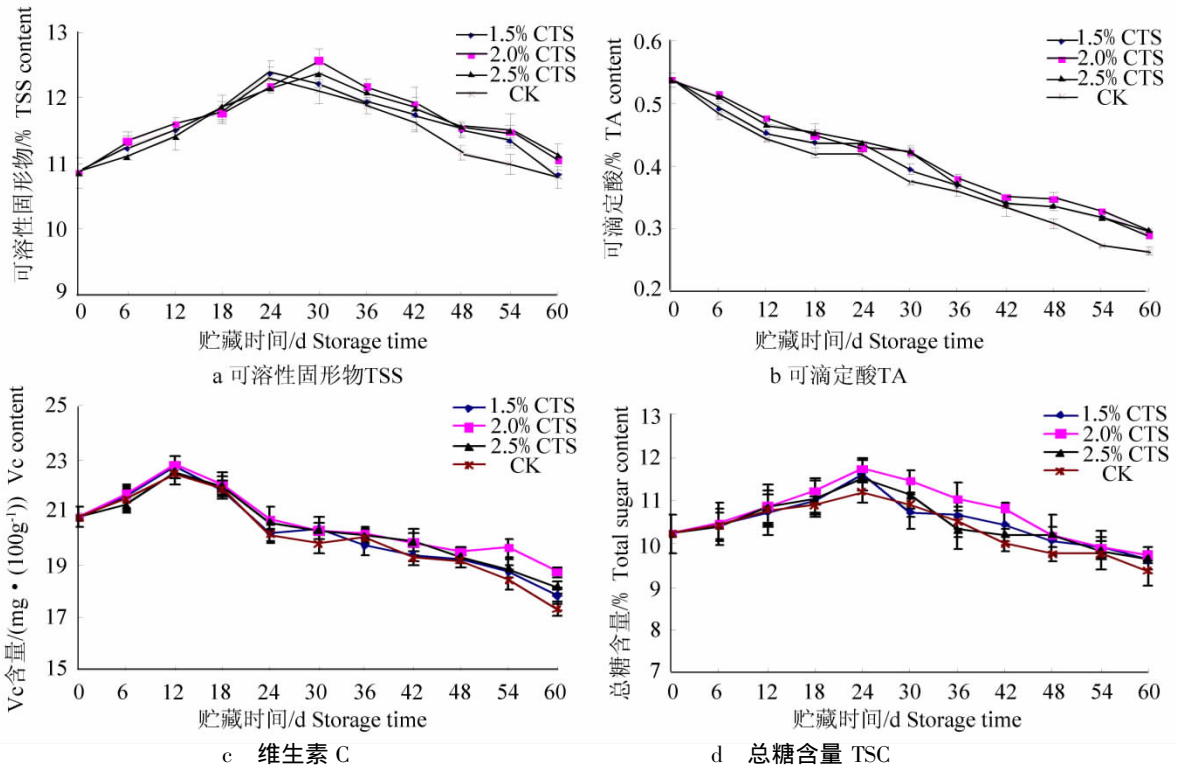 可溶性固形物/% TSS content
13
12
11
10
9
1.5% CTS
2.0% CTS
2.5% CTS
CK
0 6 12 18 24 30 36 42 48 54 60
贮藏时间/d Storage time
a 可溶性固形物TSS
可滴定酸/% TA content
0.6
0.5
0.4
0.3
0.2
1.5% CTS
2.0% CTS
2.5% CTS
CK
0 6 12 18 24 30 36 42 48 54 60
贮藏时间/d Storage time
b 可滴定酸TA
Vc含量/(mg·(100g⁻¹)) Vc content
25
23
21
19
17
15
1.5% CTS
2.0% CTS
2.5% CTS
CK
0 6 12 18 24 30 36 42 48 54 60
贮藏时间/d Storage time
c 维生素 C
总糖含量/% Total sugar content
13
12
11
10
9
8
7
1.5% CTS
2.0% CTS
2.5% CTS
CK
0 6 12 18 24 30 36 42 48 54 60
贮藏时间/d Storage time
d 总糖含量 TSC